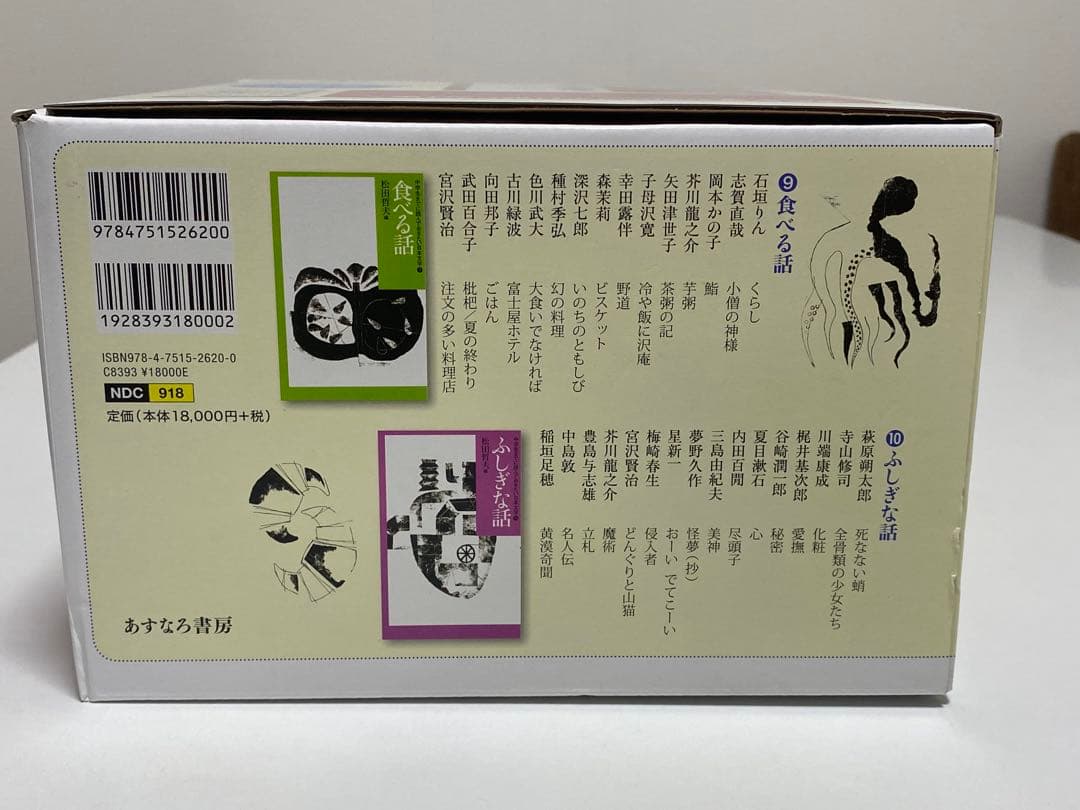 ❾食べる話
石垣りん くらし
志賀直哉 小僧の神様
岡本かの子 鮨
芥川龍之介 芋粥
矢田津世子 茶粥の記
子母沢寛 冷や飯に沢庵
幸田露伴 野道
森茉莉 ビスケット
深沢七郎 いのちのともしび
種村季弘 幻の料理
色川武大 大食いでなければ
古川緑波 富士屋ホテル
向田邦子 ごはん
武田百合子 枇杷／夏の終わり
宮沢賢治 注文の多い料理店
食べる話
松田哲夫 編
9784751526200
1928393180002
ISBN978-4-7515-2620-0
C8393 ¥18000E
NDC 918
定価（本体18,000円+税）
❿ふしぎな話
萩原朔太郎 死なない蛸
寺山修司 全骨類の少女たち
川端康成 化粧
梶井基次郎 愛撫
谷崎潤一郎 秘密
夏目漱石 心
内田百閒 尽頭子
三島由紀夫 美神
夢野久作 怪夢（抄）
星新一 おーい でてこーい
梅崎春生 侵入者
宮沢賢治 どんぐりと山猫
芥川龍之介 魔術
豊島与志雄 立札
中島敦 名人伝
稲垣足穂 黄漠奇聞
ふしぎな話
松田哲夫 編
あすなろ書房